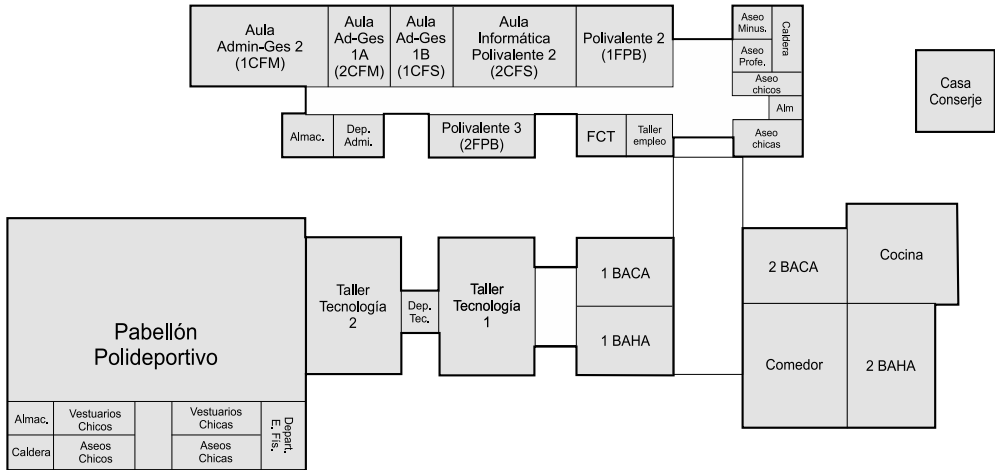 Aula
Admin-Ges 2
(1CFM)
Aula
Ad-Ges
1A
(2CFM)
Aula
Ad-Ges
1B
(1CFS)
Aula
Informática
Polivalente 2
(2CFS)
Polivalente 2
(1FPB)
Aseo
Minus.
Caldera
Aseo
Profe.
Aseo
chicos
Alm
Aseo
chicas
Casa
Conserje
Almac.
Dep.
Admi.
Polivalente 3
(2FPB)
FCT
Taller
empleo
Pabellón
Polideportivo
Taller
Tecnología
2
Dep.
Tec.
Taller
Tecnología
1
1 BACA
1 BAHA
2 BACA
Cocina
Comedor
2 BAHA
Almac.
Vestuarios
Chicos
Vestuarios
Chicas
Depart.
E. Fís.
Caldera
Aseos
Chicos
Aseos
Chicas